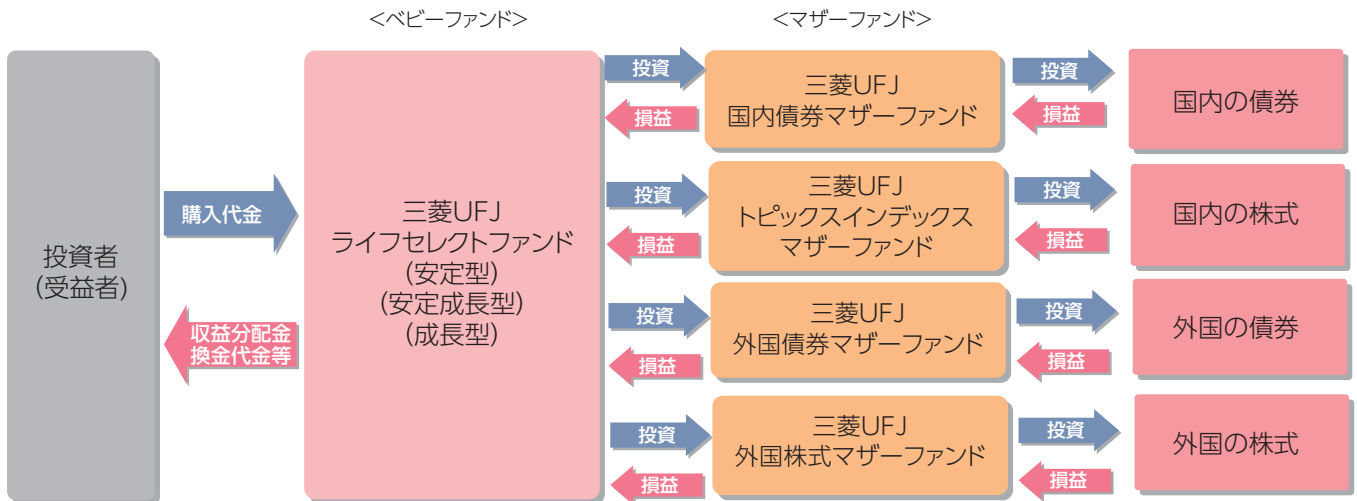 <ベビーファンド>
<マザーファンド>
投資者
(受益者)
購入代金
収益分配金
換金代金等
三菱UFJ
ライフセレクトファンド
(安定型)
(安定成長型)
(成長型)
投資
損益
三菱UFJ
国内債券マザーファンド
投資
損益
国内の債券
投資
損益
三菱UFJ
トピックスインデックス
マザーファンド
投資
損益
国内の株式
投資
損益
三菱UFJ
外国債券マザーファンド
投資
損益
外国の債券
投資
損益
三菱UFJ
外国株式マザーファンド
投資
損益
外国の株式